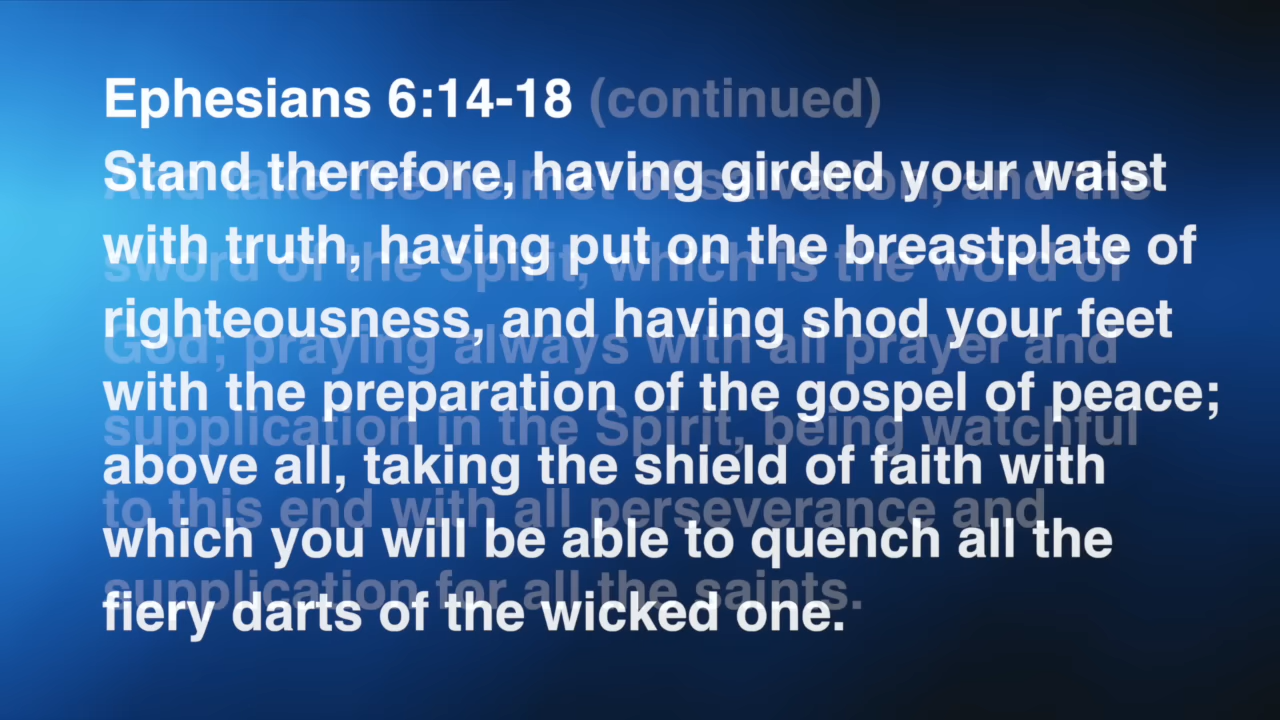 Ephesians 6:14-18 (continued)
Stand therefore, having girded your waist
And take the helmet of salvation, and the
with truth, having put on the breastplate of
sword of the Spirit, which is the word of
righteousness, and having shod your feet
God; praying always with all prayer and
with the preparation of the gospel of peace;
supplication in the Spirit, being watchful
above all, taking the shield of faith with
to this end with all perseverance and
which you will be able to quench all the
supplication for all the saints.
fiery darts of the wicked one.